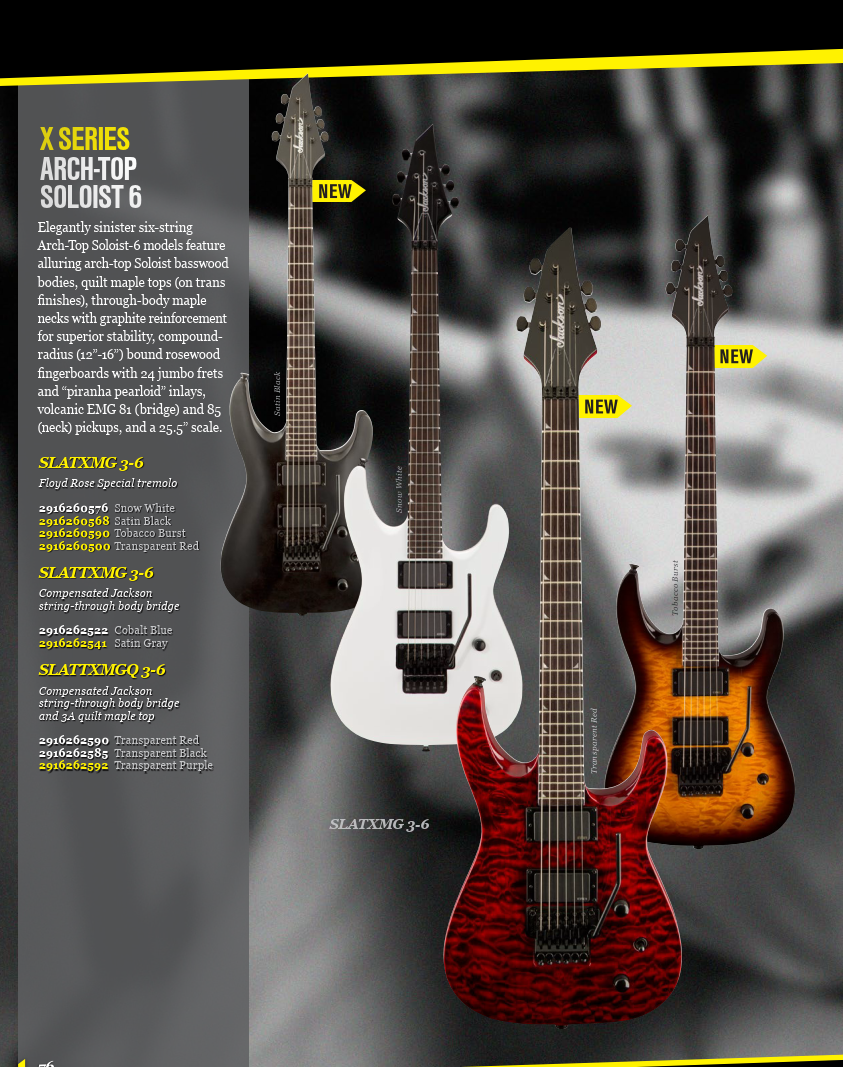 X SERIES
ARCH-TOP
SOLOIST 6
Elegantly sinister six-string
Arch-Top Soloist-6 models feature
alluring arch-top Soloist basswood
bodies, quilt maple tops (on trans
finishes), through-body maple
necks with graphite reinforcement
for superior stability, compound-
radius (12”-16”) bound rosewood
fingerboards with 24 jumbo frets
and “piranha pearloid” inlays,
volcanic EMG 81 (bridge) and 85
(neck) pickups, and a 25.5” scale.
SLATXMG 3-6
Floyd Rose Special tremolo
2916260576 Snow White
2916260568 Satin Black
2916260590 Tobacco Burst
2916260500 Transparent Red
SLATTXMG 3-6
Compensated Jackson
string-through body bridge
2916262522 Cobalt Blue
2916262541 Satin Gray
SLATTXMGQ 3-6
Compensated Jackson
string-through body bridge
and 3A quilt maple top
2916262590 Transparent Red
2916262585 Transparent Black
2916262592 Transparent Purple
Jackson
NEW
Satin Black
Jackson
Snow White
Jackson
NEW
Transparent Red
Jackson
NEW
Tobacco Burst
SLATXMG 3-6
76